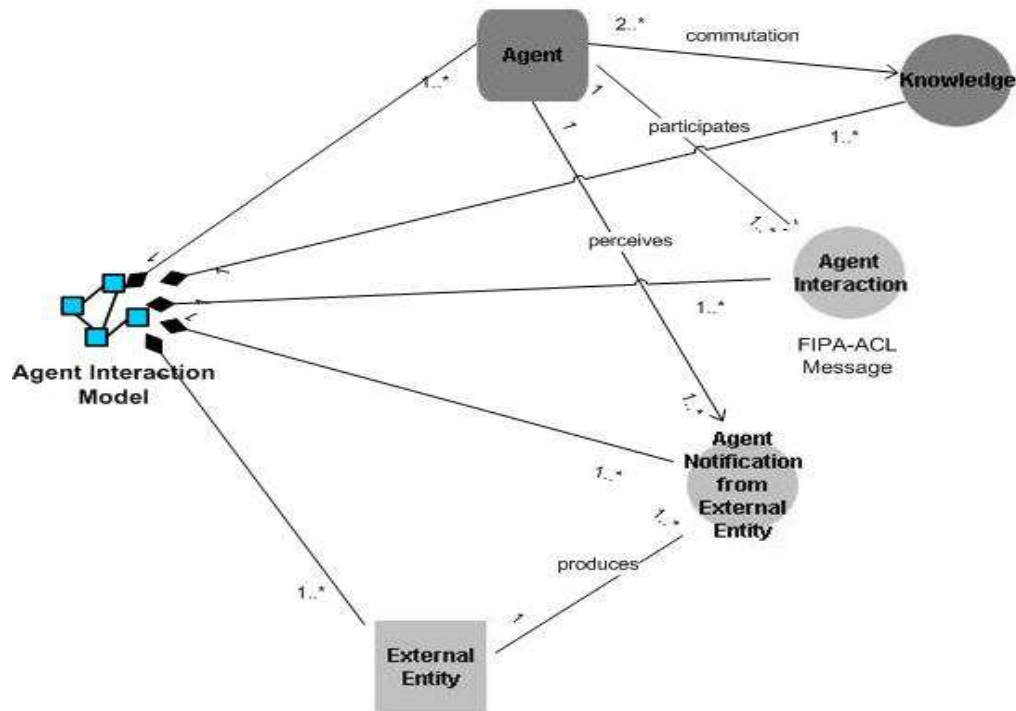 2..*
commutation
Agent
Knowledge
1..*
1
participates
1
1..*
1..*
perceives
Agent
Interaction
1..*
FIPA-ACL
Message
Agent Interaction
Model
1..*
Agent
Notification
from
External
Entity
1..*
1..*
produces
1..*
1
External
Entity